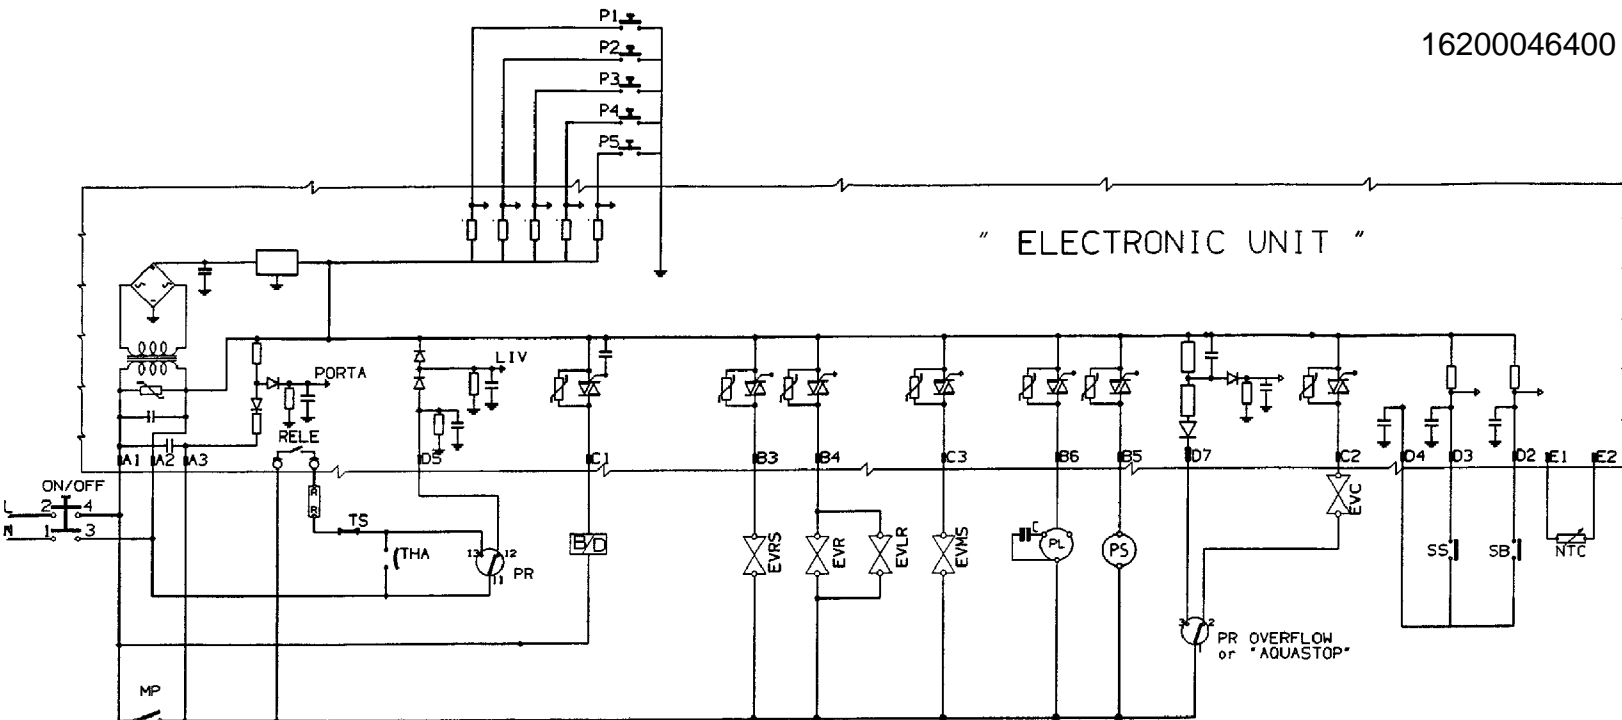 P1
16200046400
P2
P3
P4
P5
" ELECTRONIC UNIT "
LIV
PORTA
RELE
A1 A2 A3 D5 C1 B3 B4 C3 B6 B5 D7 C2 D4 D3 D2 E1 E2
ON/OFF
L 2 4
N 1 3
R
R
TS
THA
13 12
11
PR
B/D
EVRS
EVR
EVLR
EVMS
C
PL
PS
EVC
SS
SB
NTC
3 2
PR OVERFLOW
or "AQUASTOP"
MP